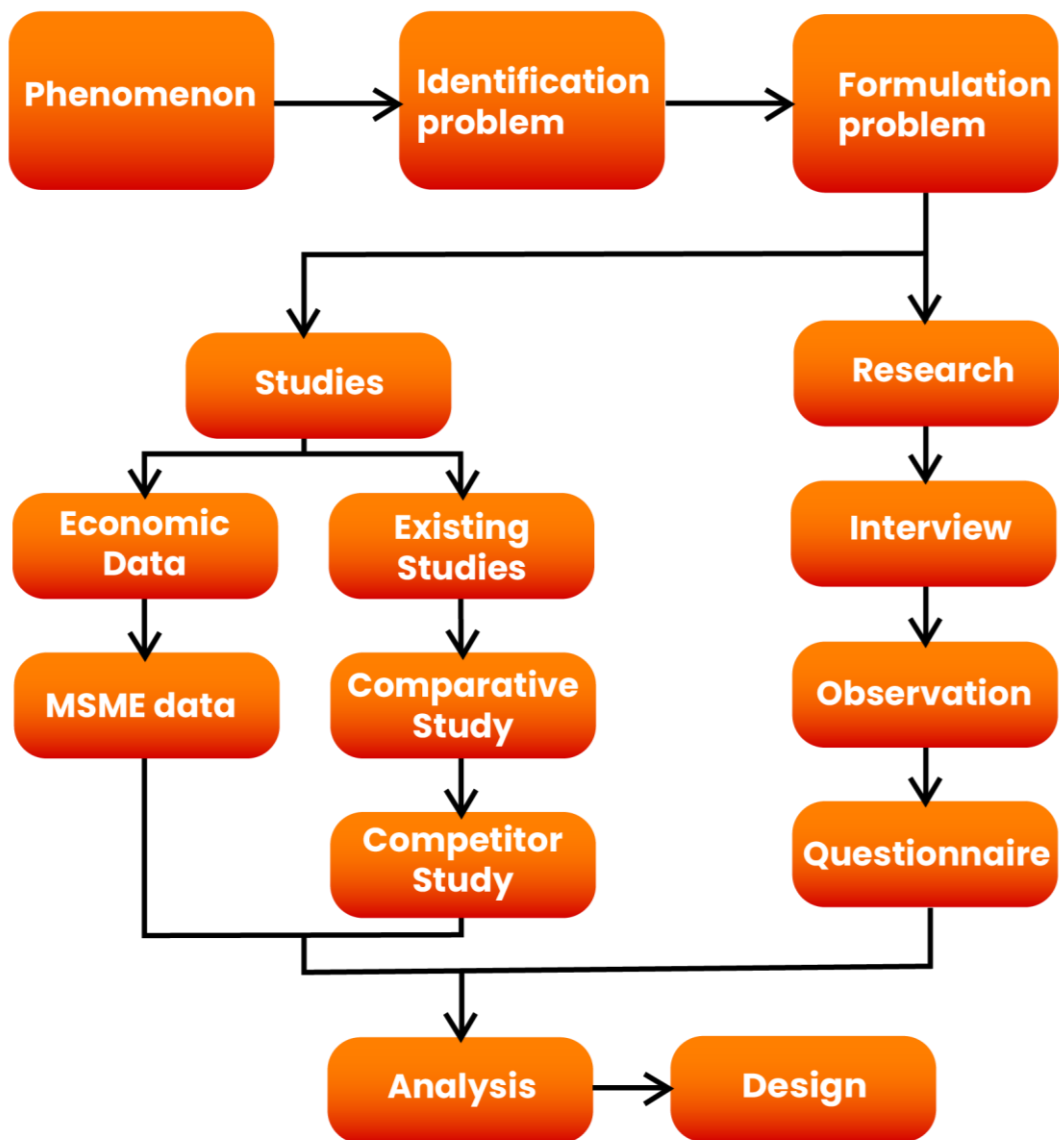 Phenomenon
Identification
problem
Formulation
problem
Studies
Research
Economic
Data
Existing
Studies
Interview
MSME data
Comparative
Study
Observation
Competitor
Study
Questionnaire
Analysis
Design